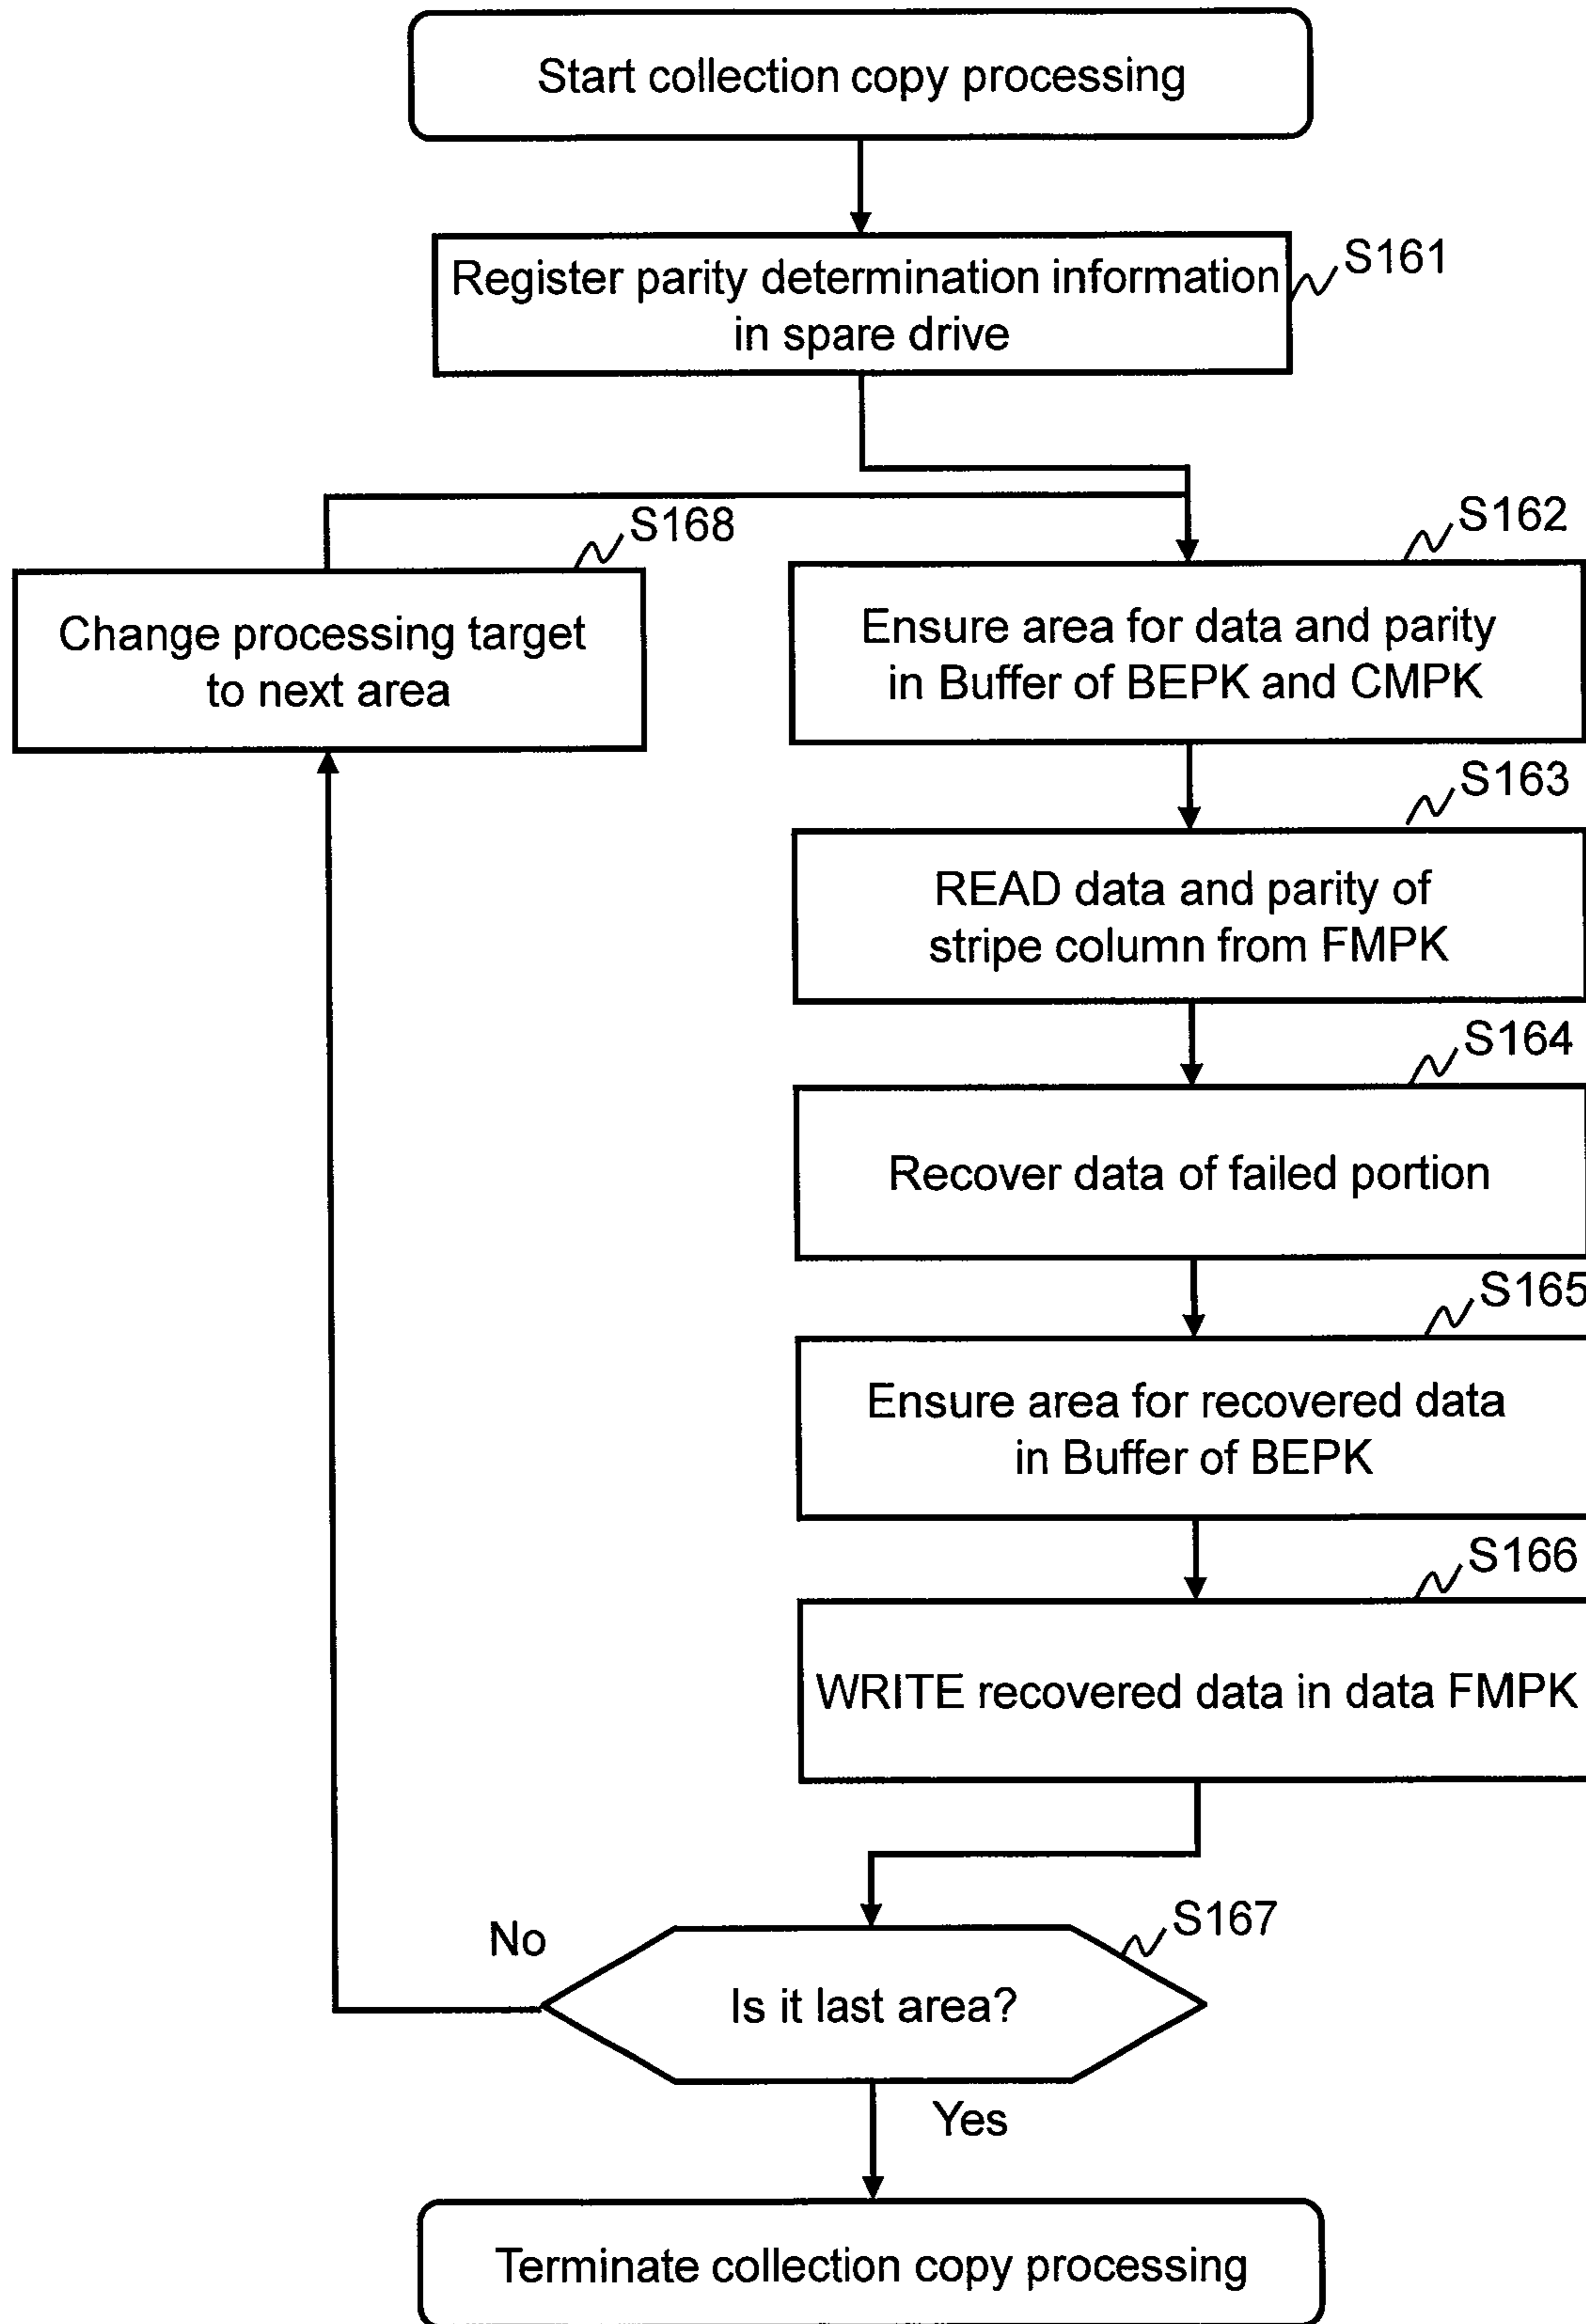 Start collection copy processing
S161
Register parity determination information
in spare drive
S168
Change processing target
to next area
S162
Ensure area for data and parity
in Buffer of BEPK and CMPK
S163
READ data and parity of
stripe column from FMPK
S164
Recover data of failed portion
S165
Ensure area for recovered data
in Buffer of BEPK
S166
WRITE recovered data in data FMPK
S167
No
Is it last area?
Yes
Terminate collection copy processing